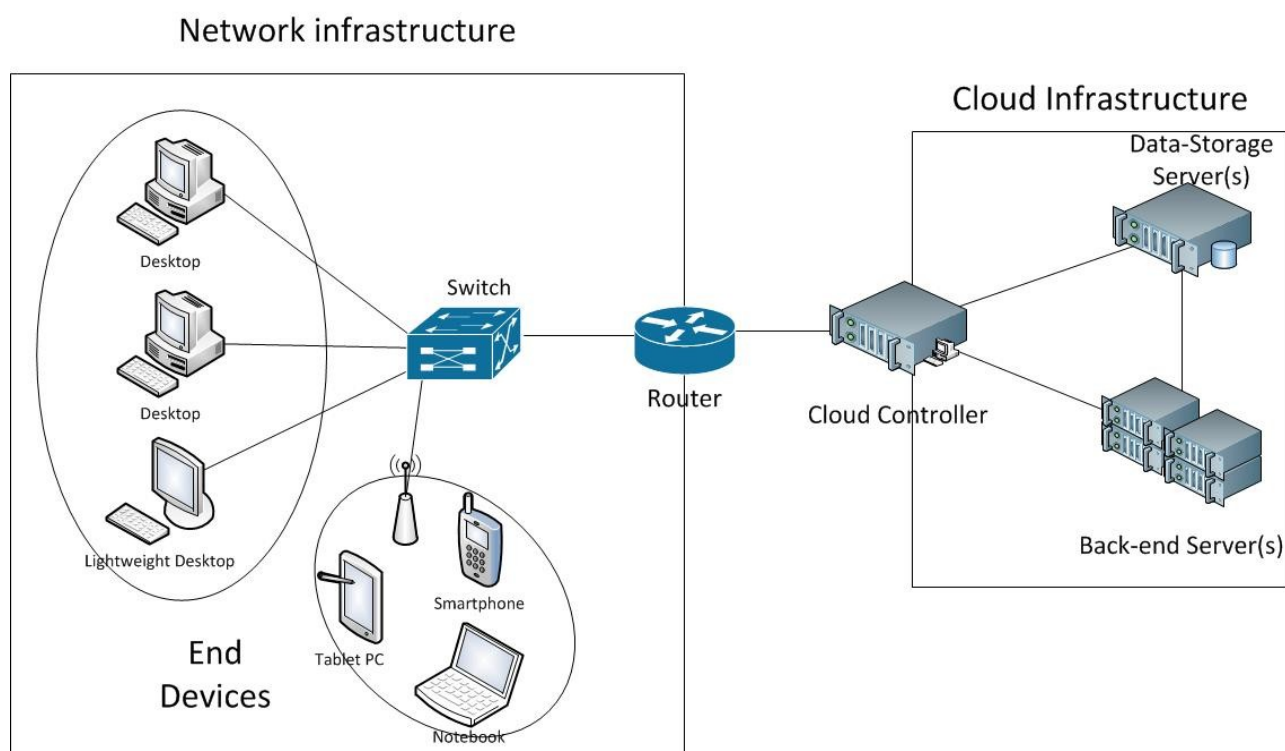 Network infrastructure
Cloud Infrastructure
Data-Storage
Server(s)
Desktop
Switch
Desktop
Router
Cloud Controller
Lightweight Desktop
Back-end Server(s)
Smartphone
End
Devices
Tablet PC
Notebook